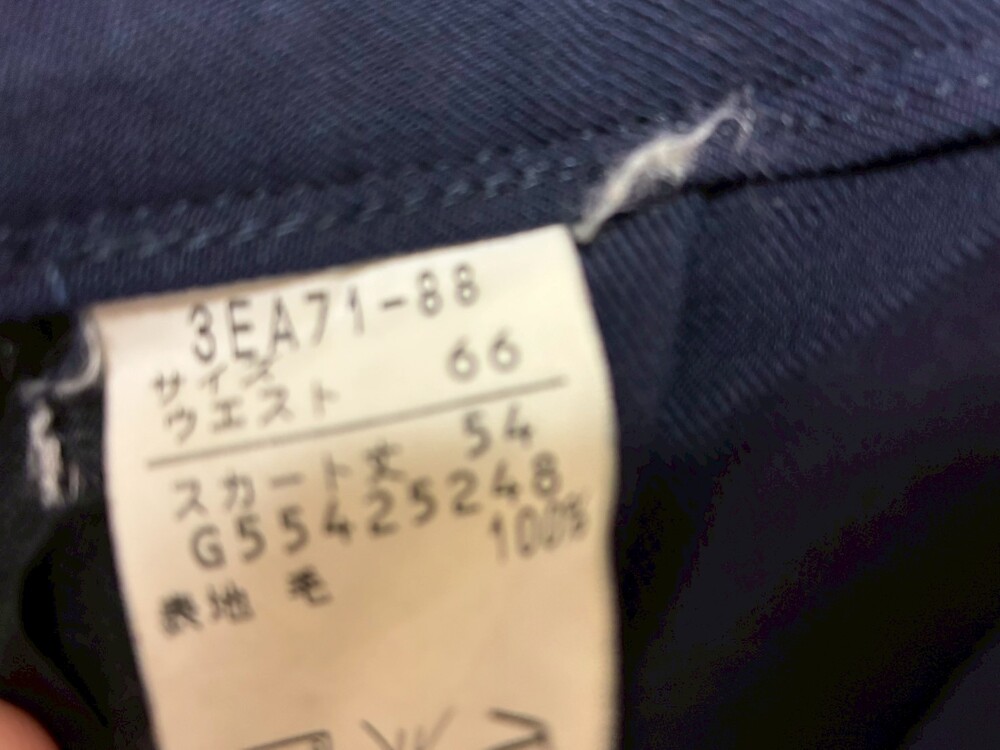 3EA71-88
サイズ
ウエスト 66
スカート丈 54
G55425248
表地 毛 100%